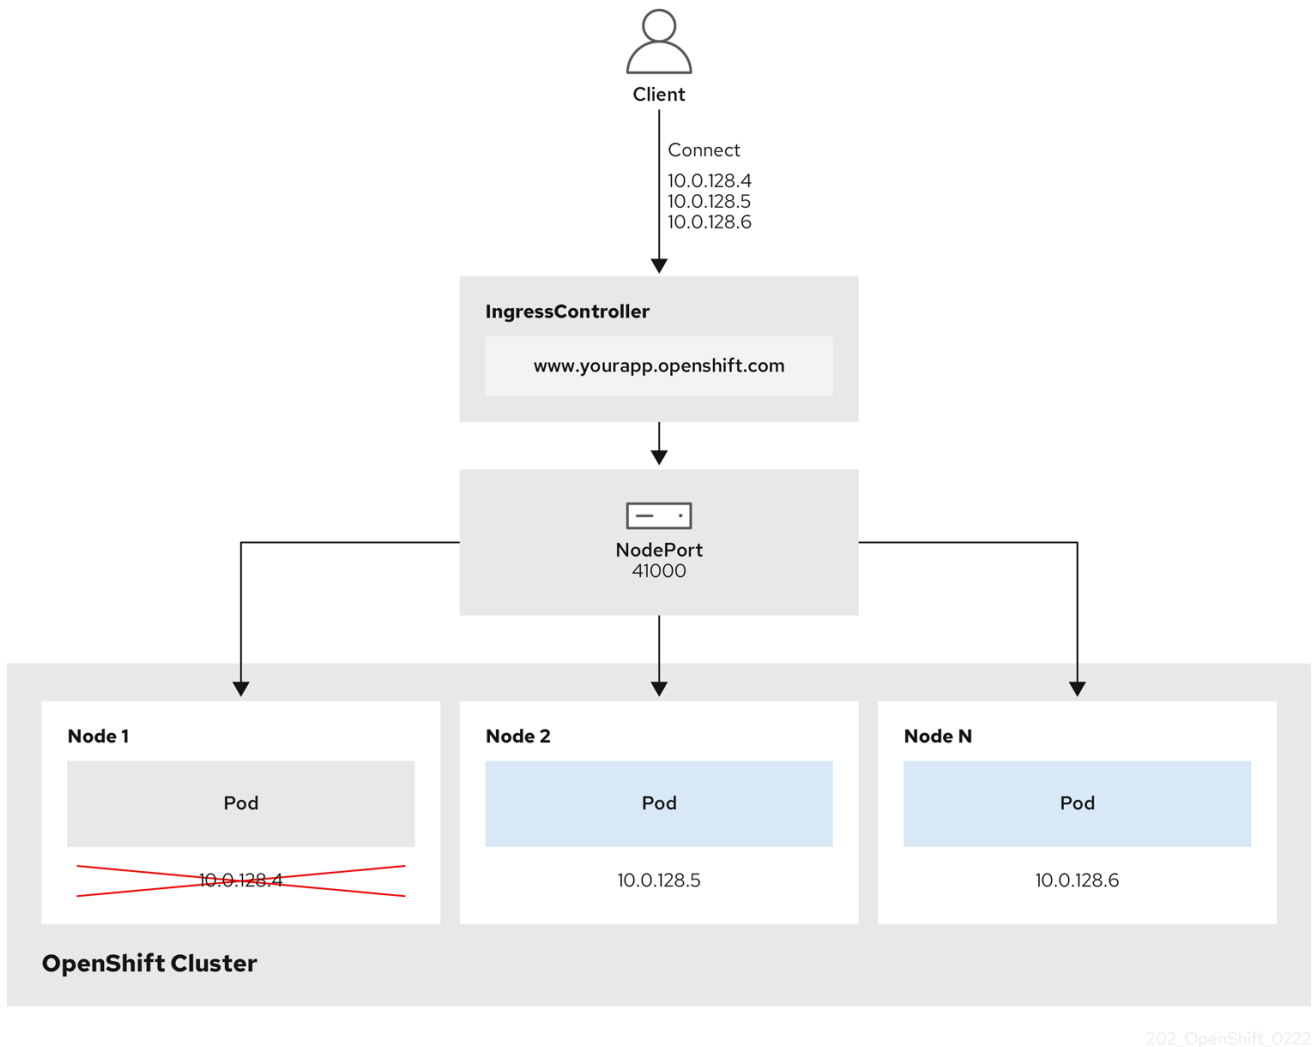 Client
Connect
10.0.128.4
10.0.128.5
10.0.128.6
IngressController
www.yourapp.openshift.com
NodePort
41000
Node 1
Pod
10.0.128.4
Node 2
Pod
10.0.128.5
Node N
Pod
10.0.128.6
OpenShift Cluster
202_OpenShift_0222